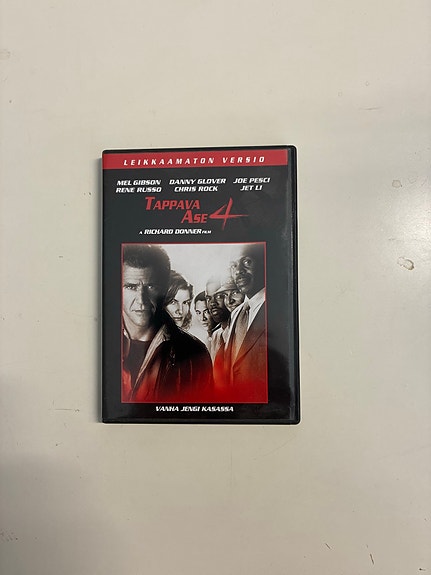 LEIKKAAMATON VERSIO
MEL GIBSON DANNY GLOVER JOE PESCI
RENE RUSSO CHRIS ROCK JET LI
TAPPAVA
ASE 4
A RICHARD DONNER FILM
VANHA JENGI KASASSA